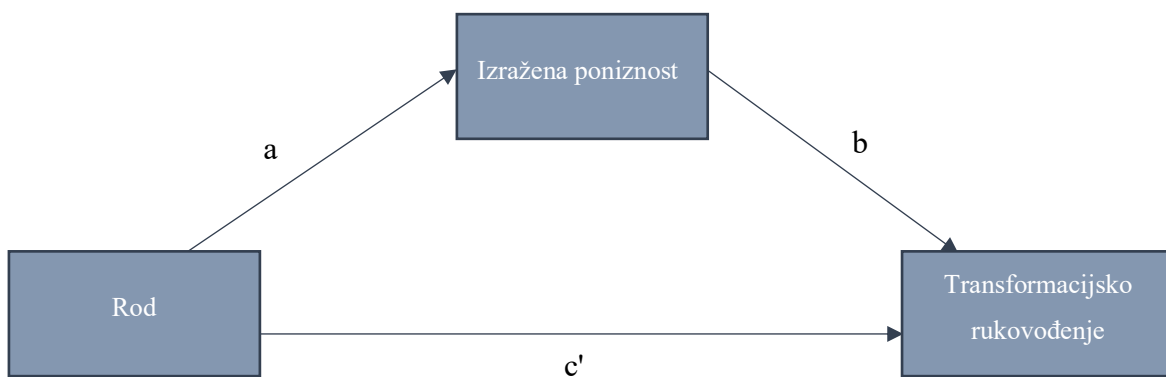 Izražena poniznost
a
b
Rod
Transformacijsko
rukovođenje
c'